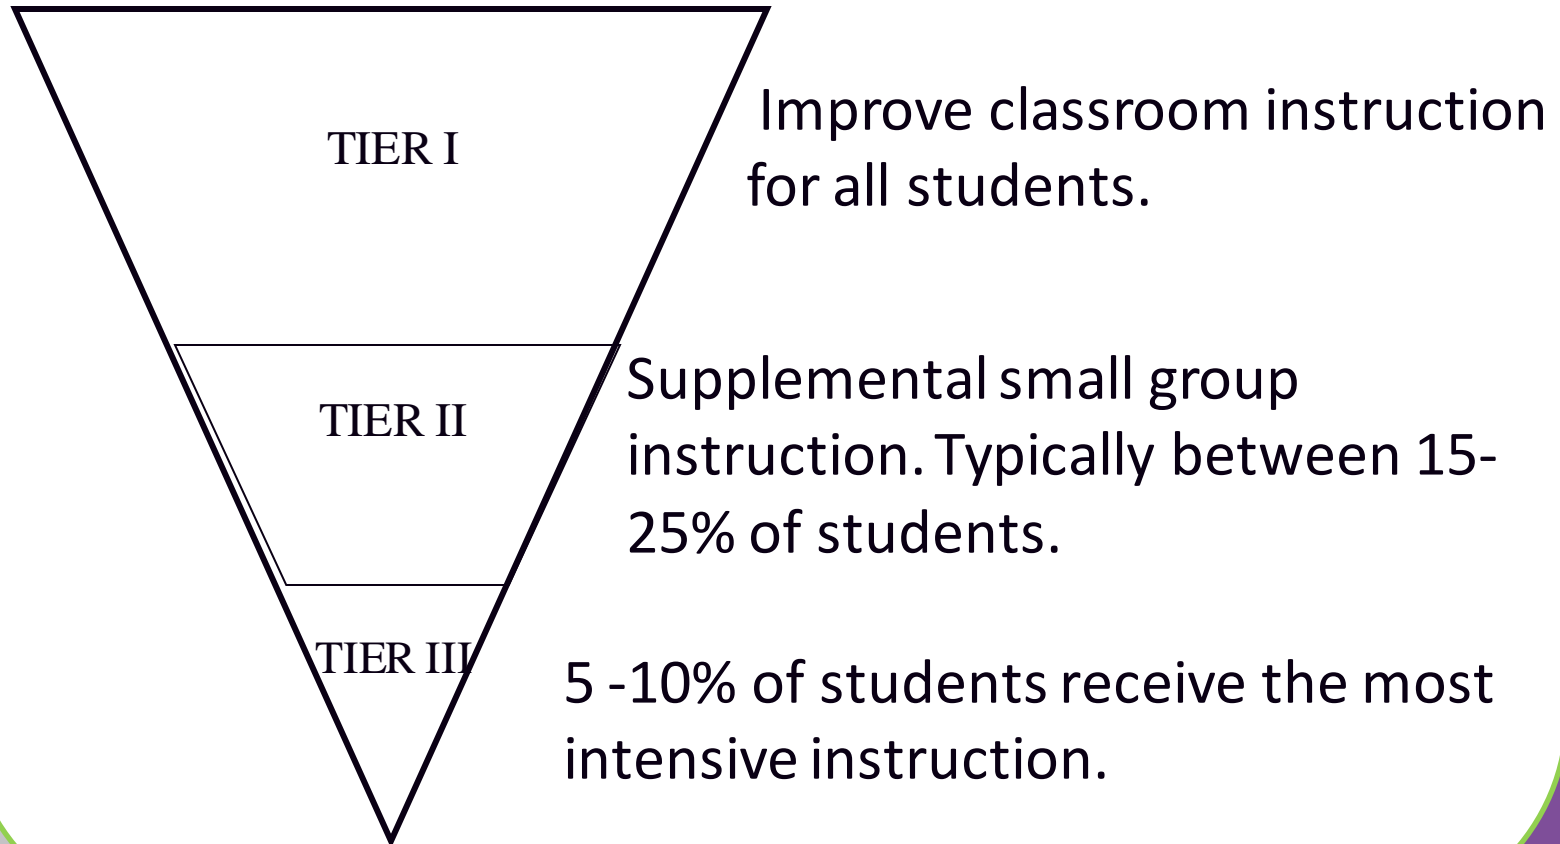 TIER I
Improve classroom instruction
for all students.
TIER II
Supplemental small group
instruction. Typically between 15-
25% of students.
TIER III
5 -10% of students receive the most
intensive instruction.